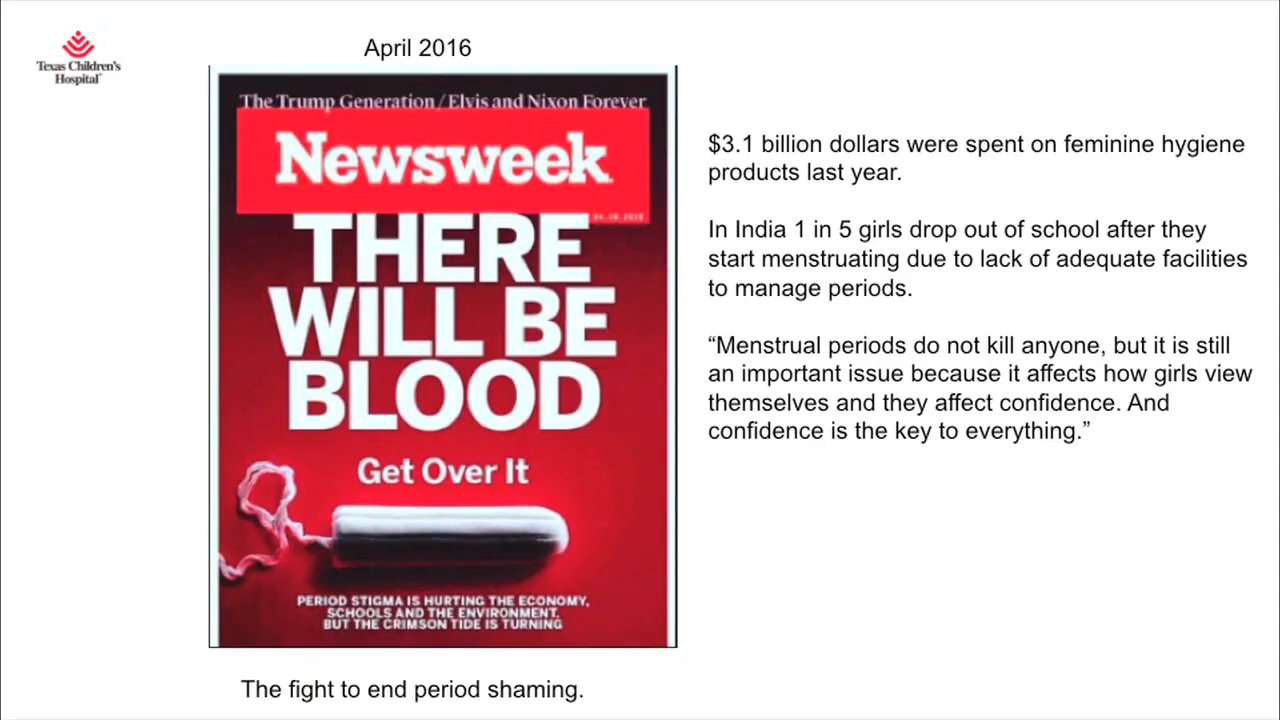 Texas Children's
Hospital
April 2016
The Trump Generation / Elvis and Nixon Forever
Newsweek
THERE
WILL BE
BLOOD
Get Over It
PERIOD STIGMA IS HURTING THE ECONOMY,
SCHOOLS AND THE ENVIRONMENT,
BUT THE CRIMSON TIDE IS TURNING
The fight to end period shaming.
$3.1 billion dollars were spent on feminine hygiene
products last year.
In India 1 in 5 girls drop out of school after they
start menstruating due to lack of adequate facilities
to manage periods.
“Menstrual periods do not kill anyone, but it is still
an important issue because it affects how girls view
themselves and they affect confidence. And
confidence is the key to everything.”